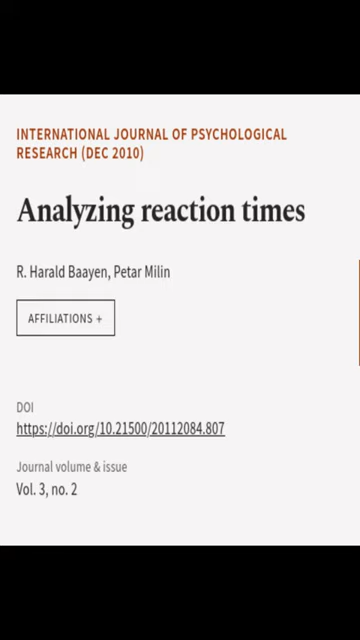 INTERNATIONAL JOURNAL OF PSYCHOLOGICAL
RESEARCH (DEC 2010)
Analyzing reaction times
R. Harald Baayen, Petar Milin
AFFILIATIONS +
DOI
https://doi.org/10.21500/20112084.807
Journal volume & issue
Vol. 3, no. 2